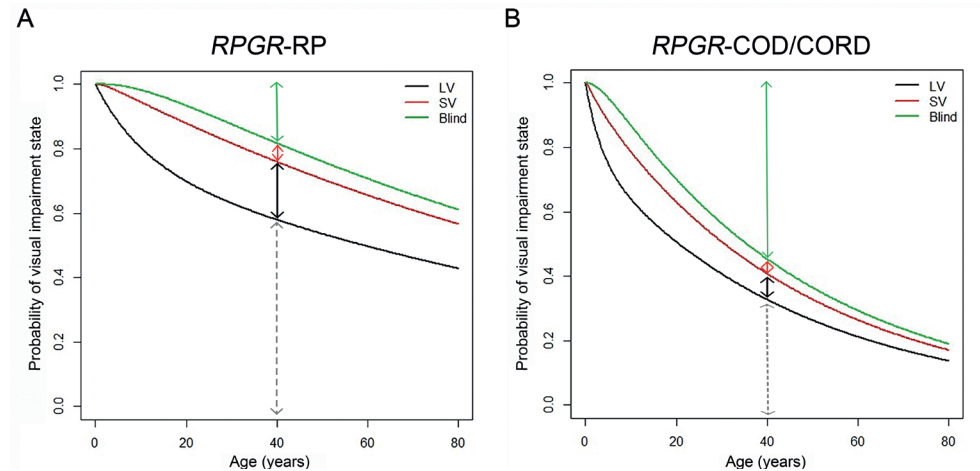 A
RPGR-RP
Probability of visual impairment state
1.0
0.8
0.6
0.4
0.2
0.0
LV
SV
Blind
0 20 40 60 80
Age (years)
B
RPGR-COD/CORD
Probability of visual impairment state
1.0
0.8
0.6
0.4
0.2
0.0
LV
SV
Blind
0 20 40 60 80
Age (years)